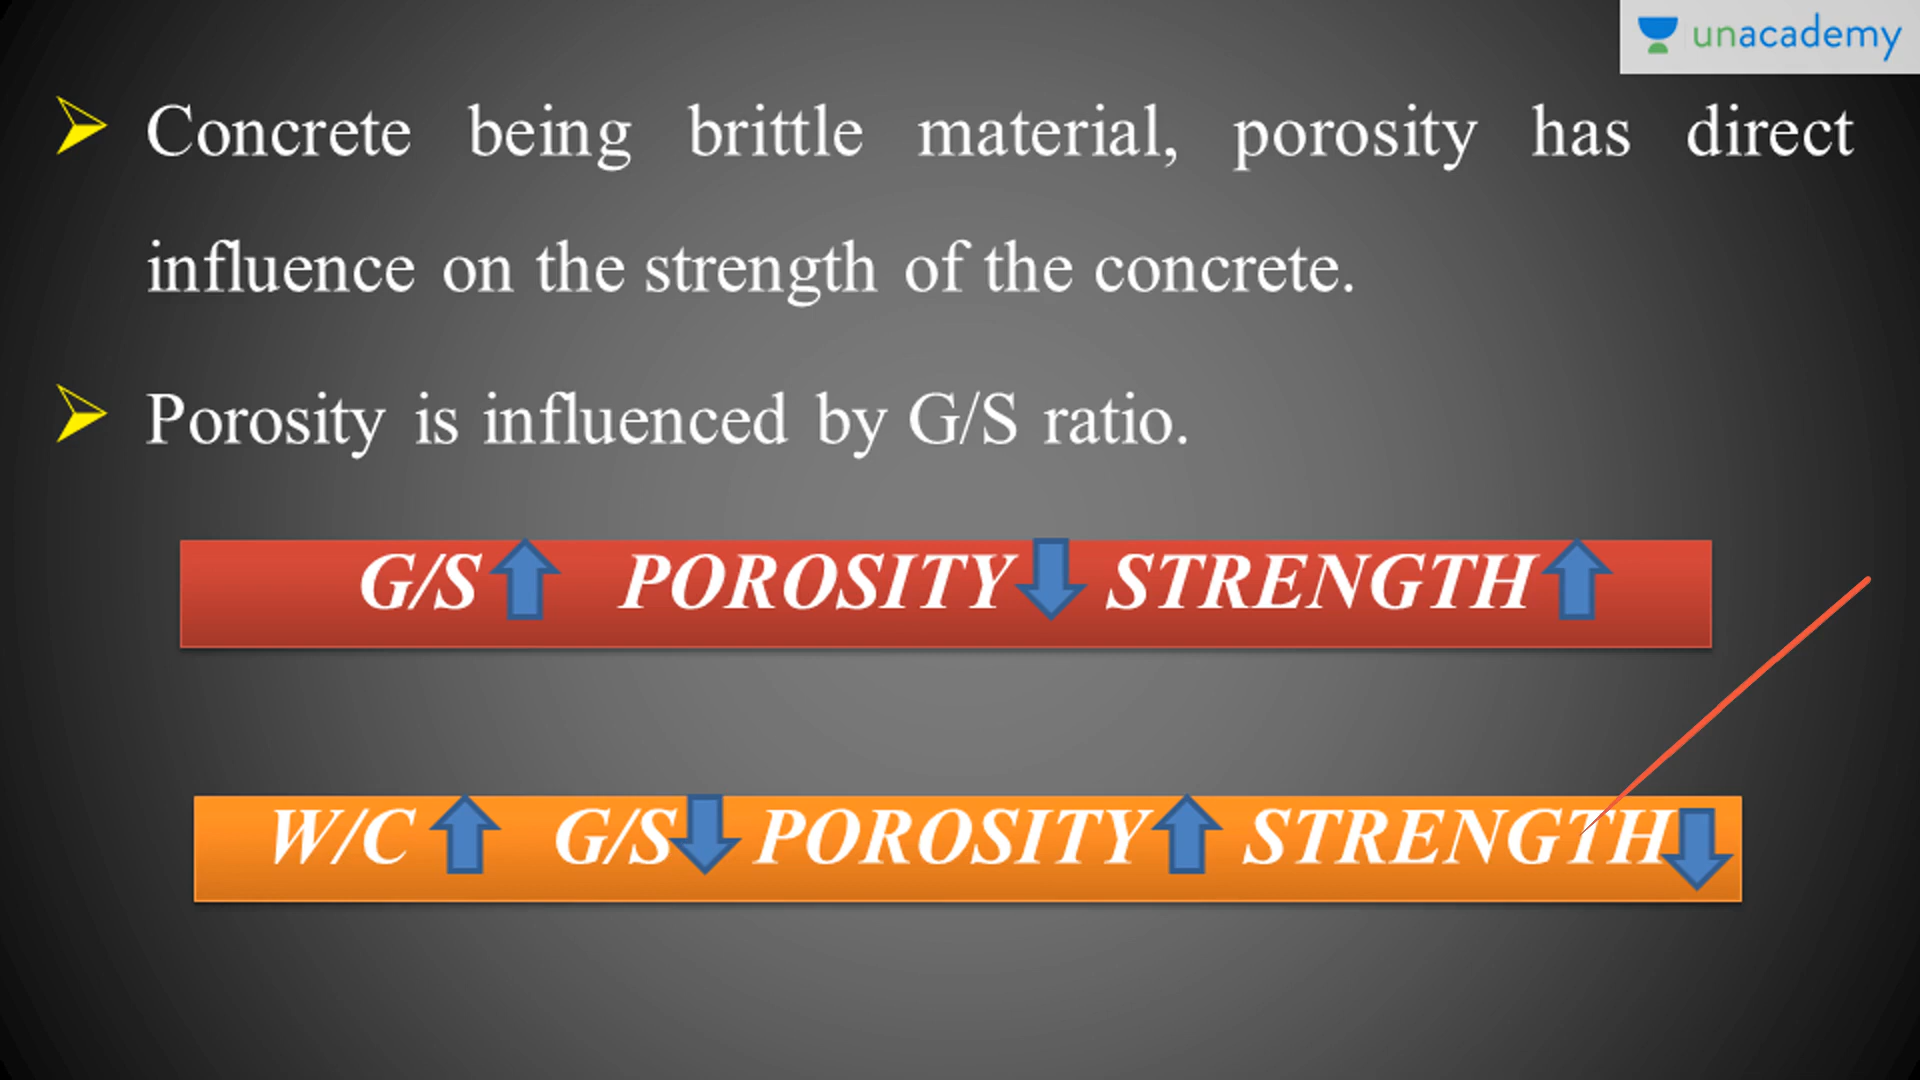 unacademy
Concrete being brittle material, porosity has direct
influence on the strength of the concrete.
Porosity is influenced by G/S ratio.
G/S POROSITY STRENGTH
W/C G/S POROSITY STRENGTH